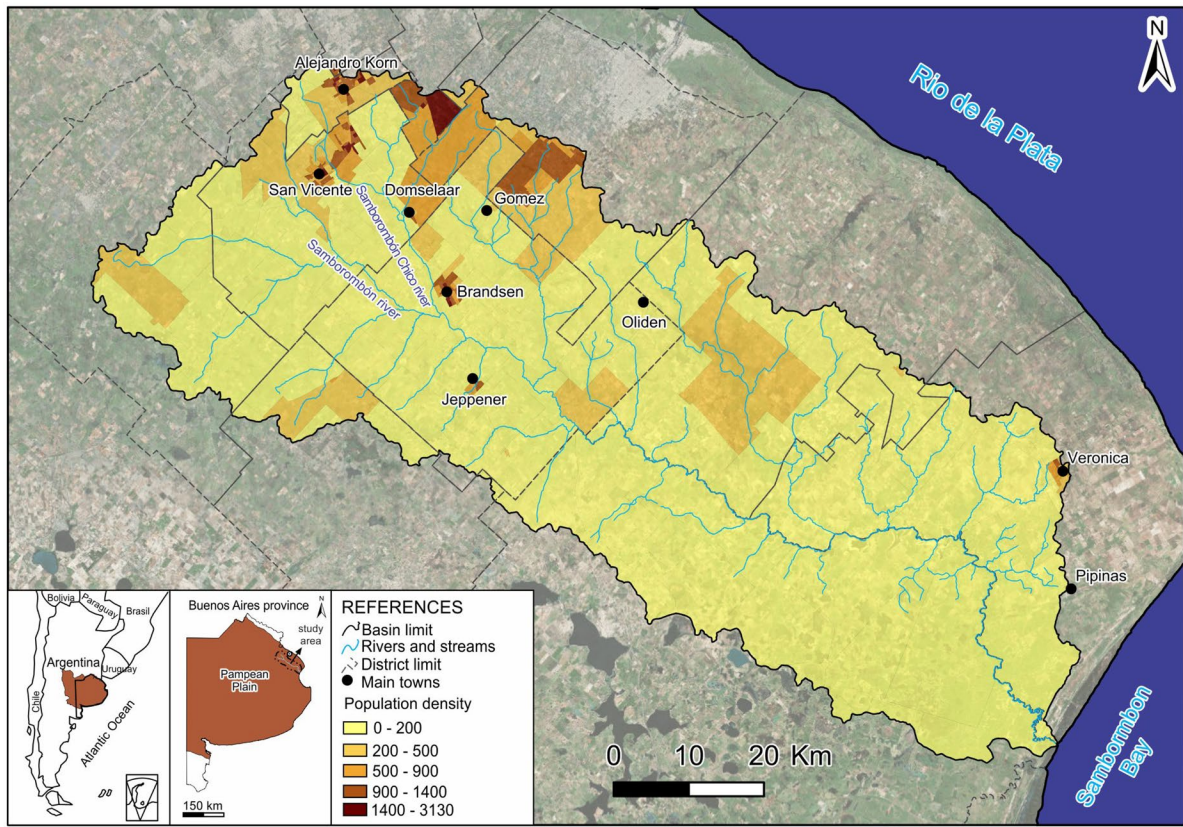 N
Rio de la Plata
Alejandro Korn
San Vicente
Domselaar
Gomez
Samborombón Chico river
Samborombón river
Brandsen
Oliden
Jeppener
Veronica
Pipinas
Sambormbon
Bay
0 10 20 Km
Bolivia
Paraguay
Brasil
Argentina
Uruguay
Chile
Atlantic Ocean
Buenos Aires province
N
study
area
Pampean
Plain
150 km
REFERENCES
Basin limit
Rivers and streams
District limit
Main towns
Population density
0 - 200
200 - 500
500 - 900
900 - 1400
1400 - 3130